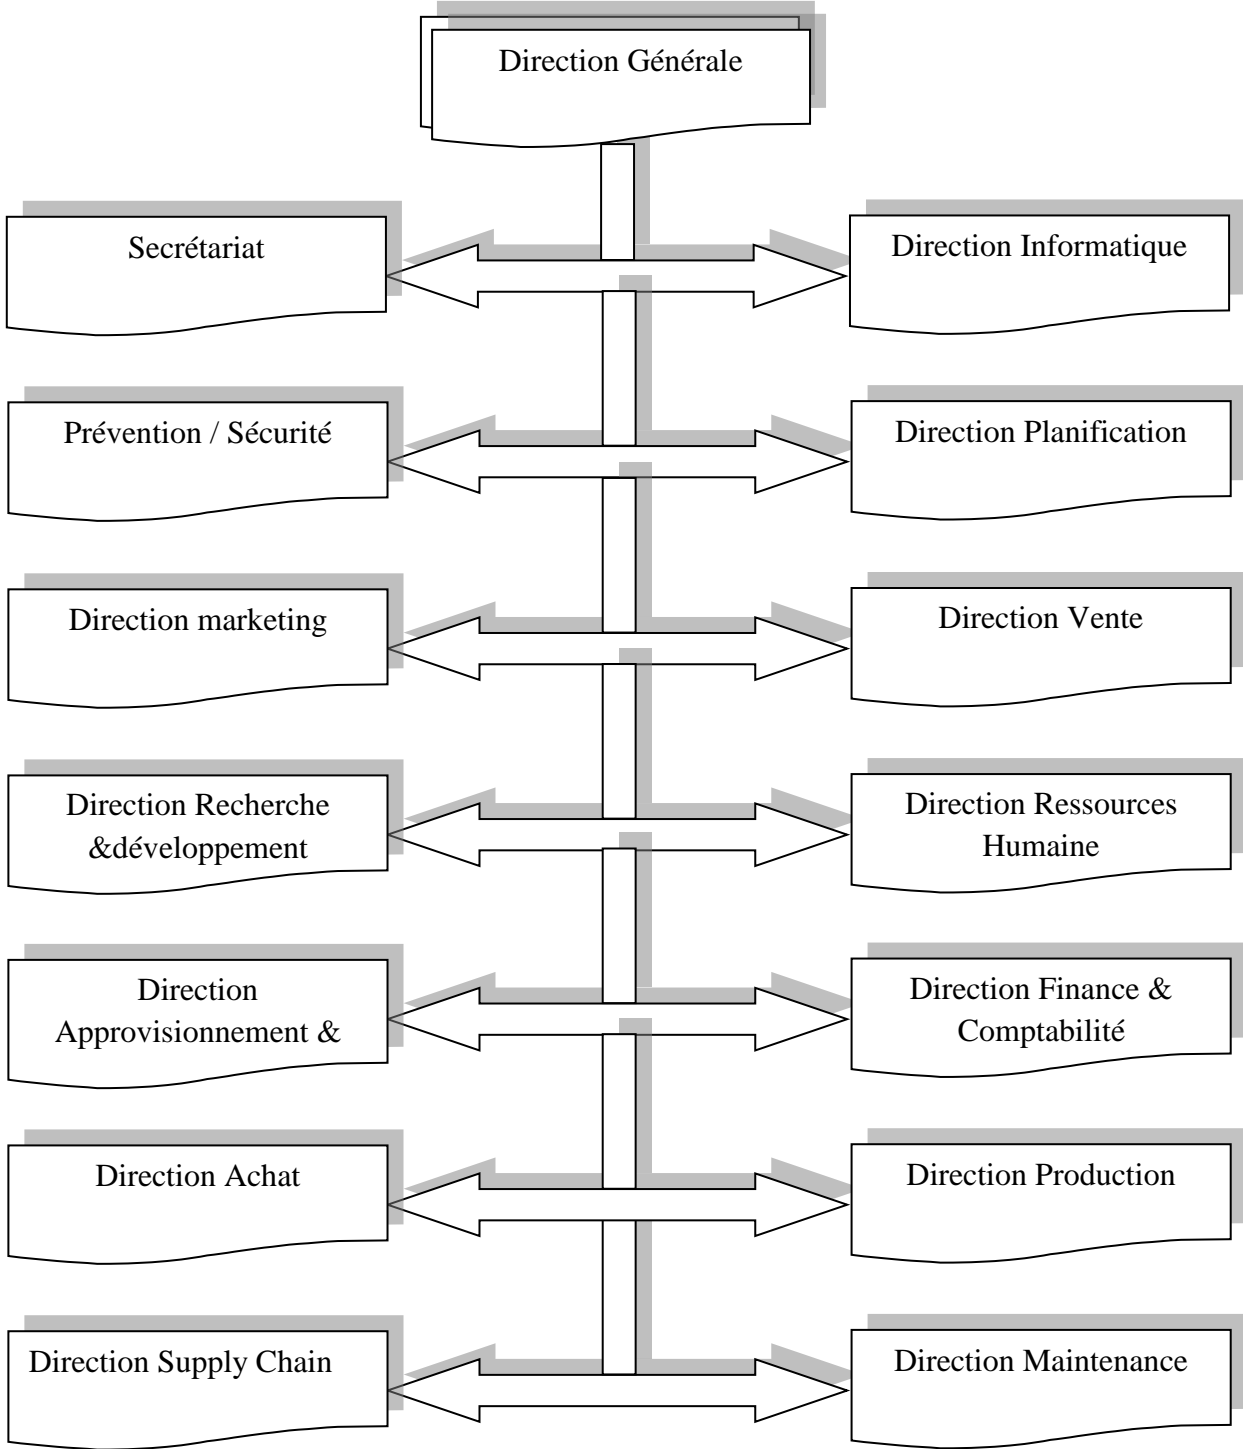 Direction Générale
Secrétariat
Direction Informatique
Prévention / Sécurité
Direction Planification
Direction marketing
Direction Vente
Direction Recherche
&développement
Direction Ressources
Humaine
Direction
Approvisionnement &
Direction Finance &
Comptabilité
Direction Achat
Direction Production
Direction Supply Chain
Direction Maintenance